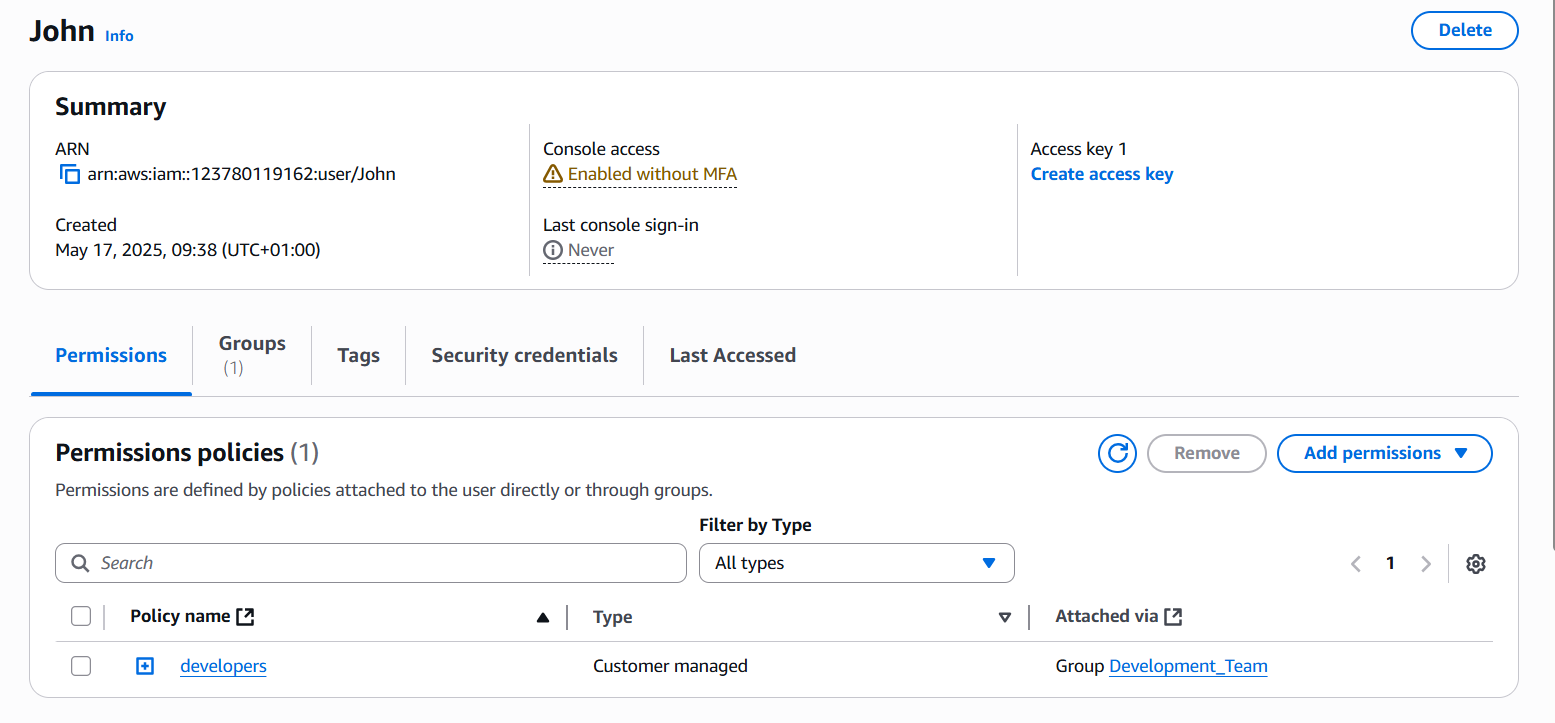 John Info
Delete
Summary
ARN
arn:aws:iam::123780119162:user/John
Created
May 17, 2025, 09:38 (UTC+01:00)
Console access
Enabled without MFA
Last console sign-in
Never
Access key 1
Create access key
Permissions
Groups
(1)
Tags
Security credentials
Last Accessed
Permissions policies (1)
Remove
Add permissions
Permissions are defined by policies attached to the user directly or through groups.
Filter by Type
Search
All types
1
Policy name
Type
Attached via
developers
Customer managed
Group Development_Team